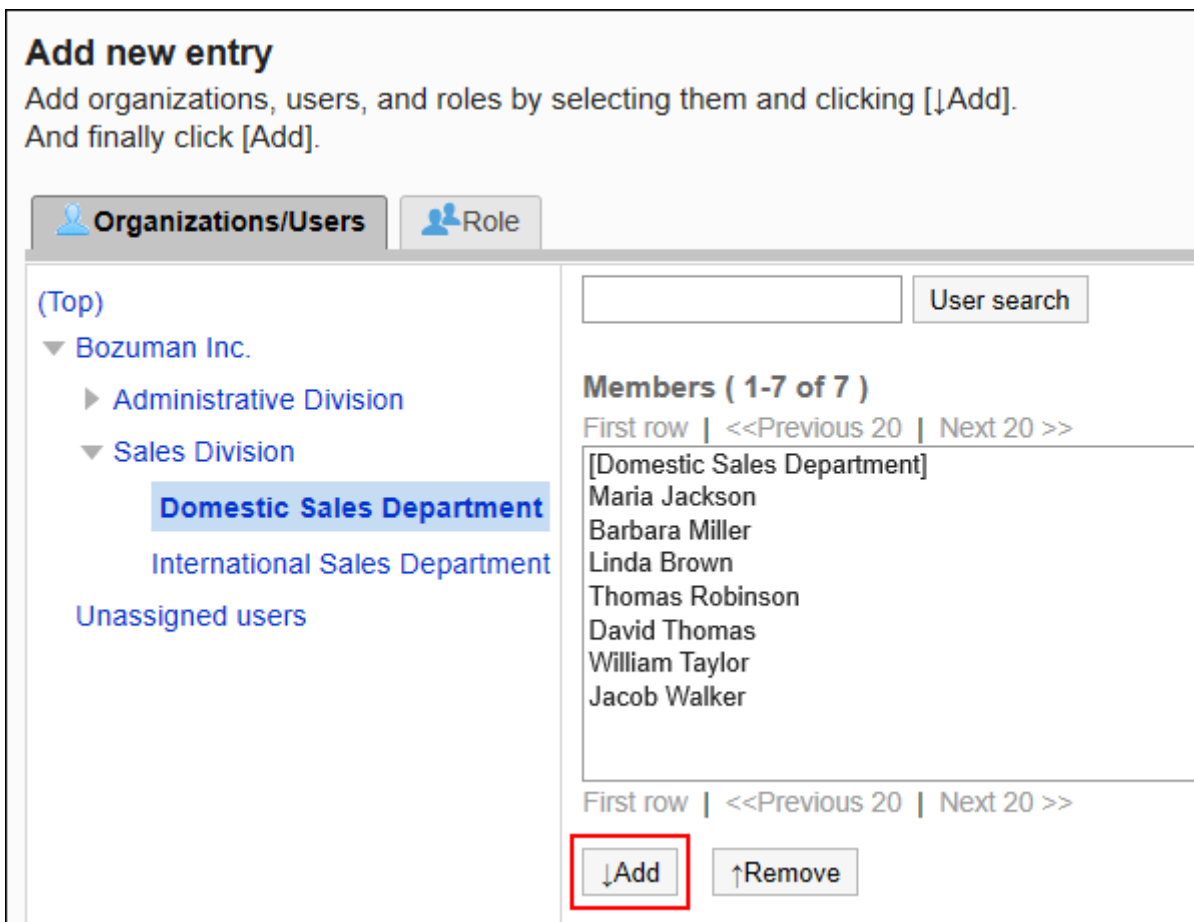 Add new entry
Add organizations, users, and roles by selecting them and clicking [↓Add].
And finally click [Add].
Organizations/Users
Role
(Top)
Bozuman Inc.
Administrative Division
Sales Division
Domestic Sales Department
International Sales Department
Unassigned users
User search
Members ( 1-7 of 7 )
First row | <<Previous 20 | Next 20 >>
[Domestic Sales Department]
Maria Jackson
Barbara Miller
Linda Brown
Thomas Robinson
David Thomas
William Taylor
Jacob Walker
First row | <<Previous 20 | Next 20 >>
↓Add
↑Remove